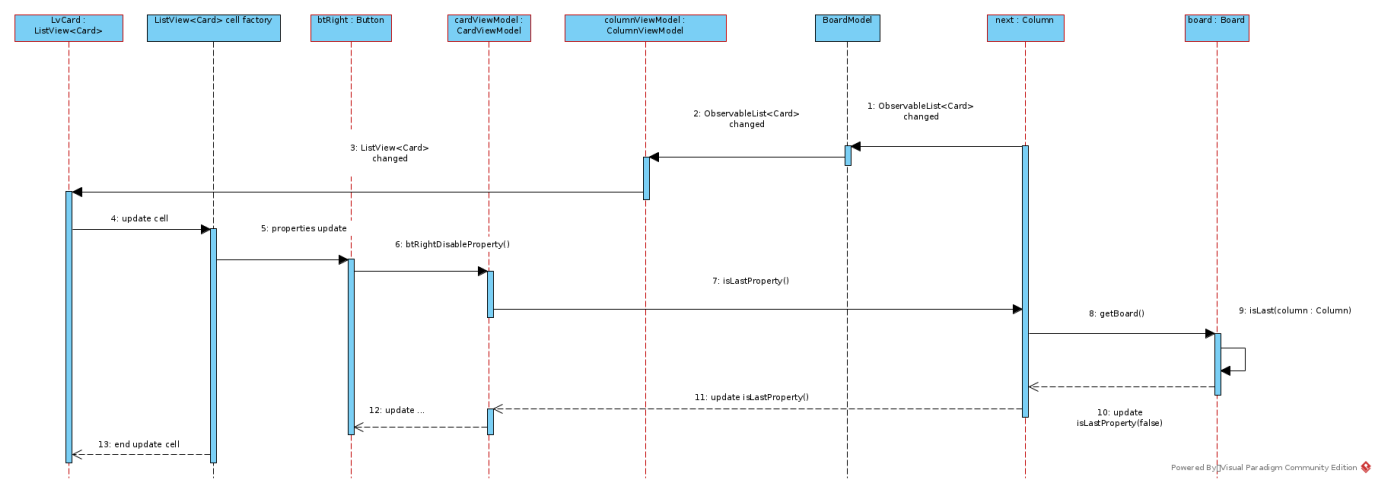 LvCard :
ListView<Card>
ListView<Card> cell factory
btRight : Button
cardViewModel :
CardViewModel
columnViewModel :
ColumnViewModel
BoardModel
next : Column
board : Board
1: ObservableList<Card>
changed
2: ObservableList<Card>
changed
3: ListView<Card>
changed
4: update cell
5: properties update
6: btRightDisableProperty()
7: isLastProperty()
8: getBoard()
9: isLast(column : Column)
10: update
isLastProperty(false)
11: update isLastProperty()
12: update ...
13: end update cell
Powered By Visual Paradigm Community Edition